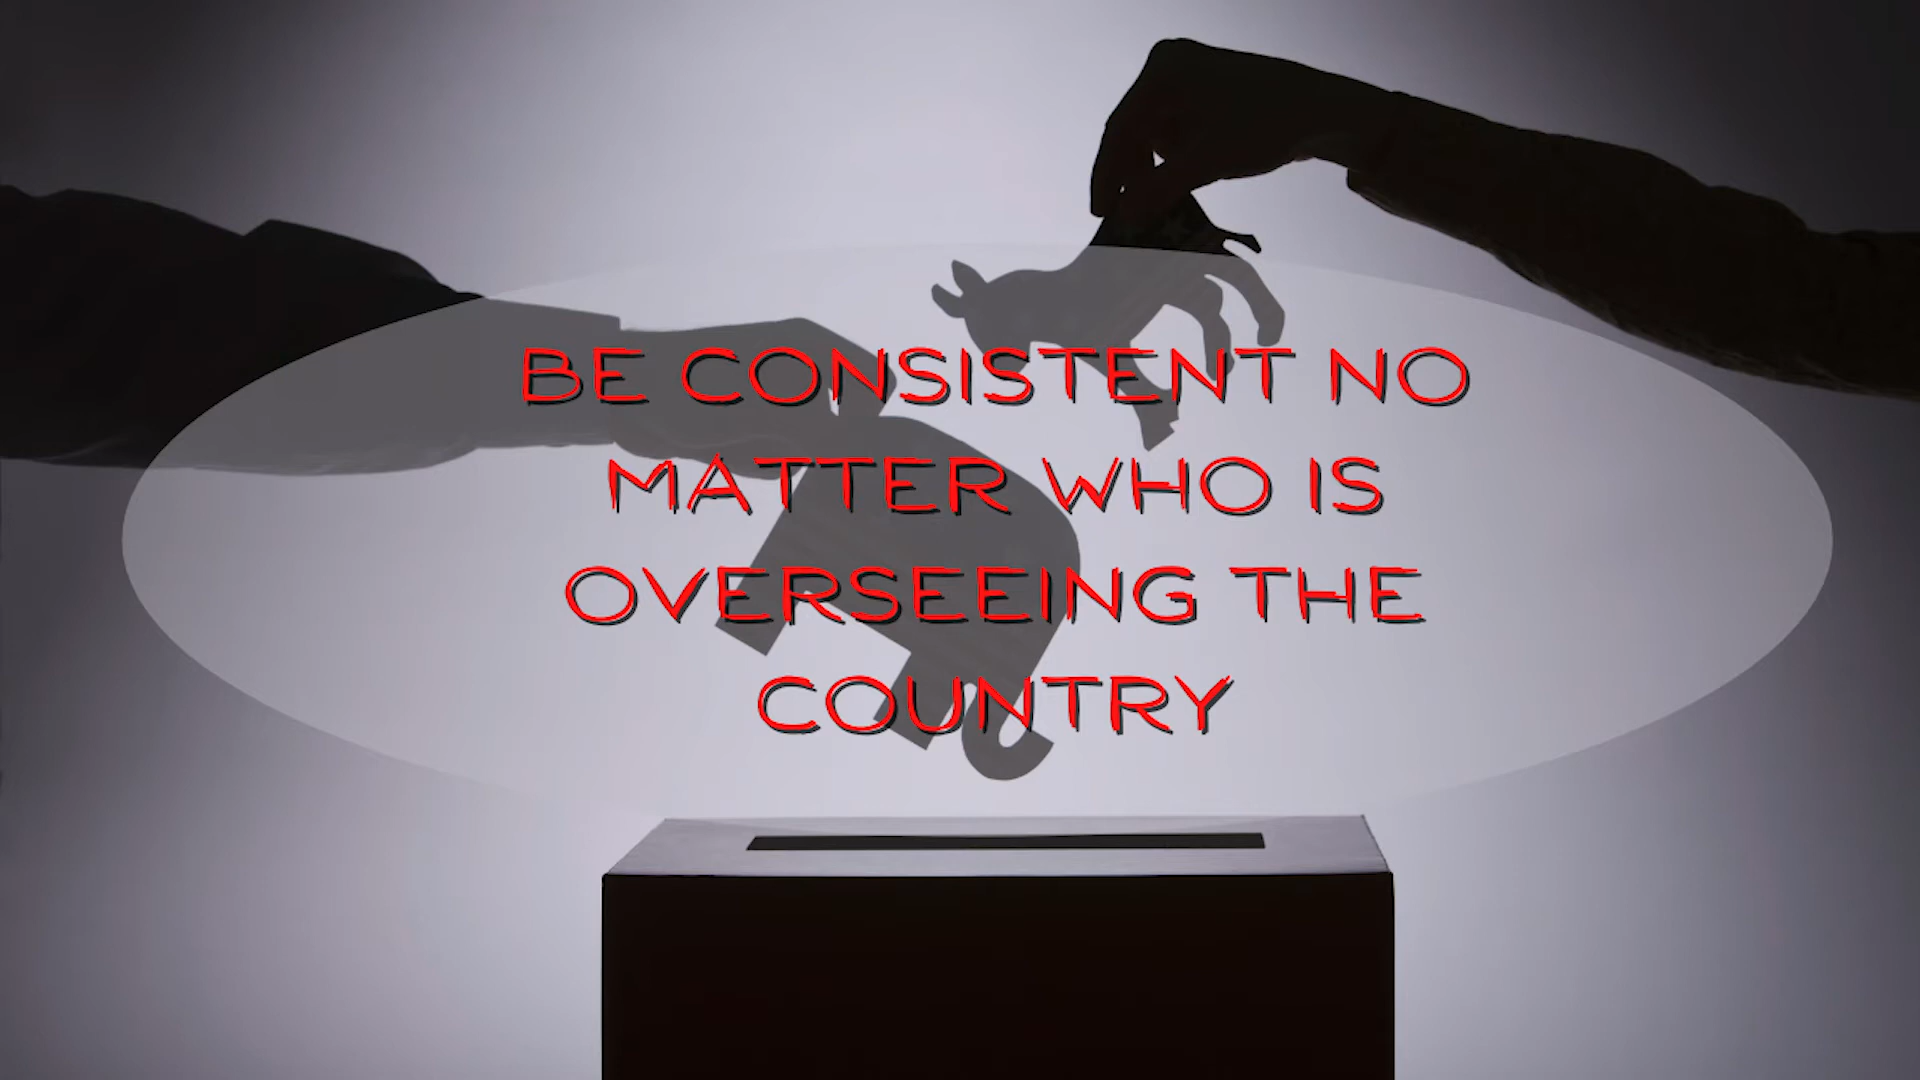 BE CONSISTENT NO
MATTER WHO IS
OVERSEEING THE
COUNTRY